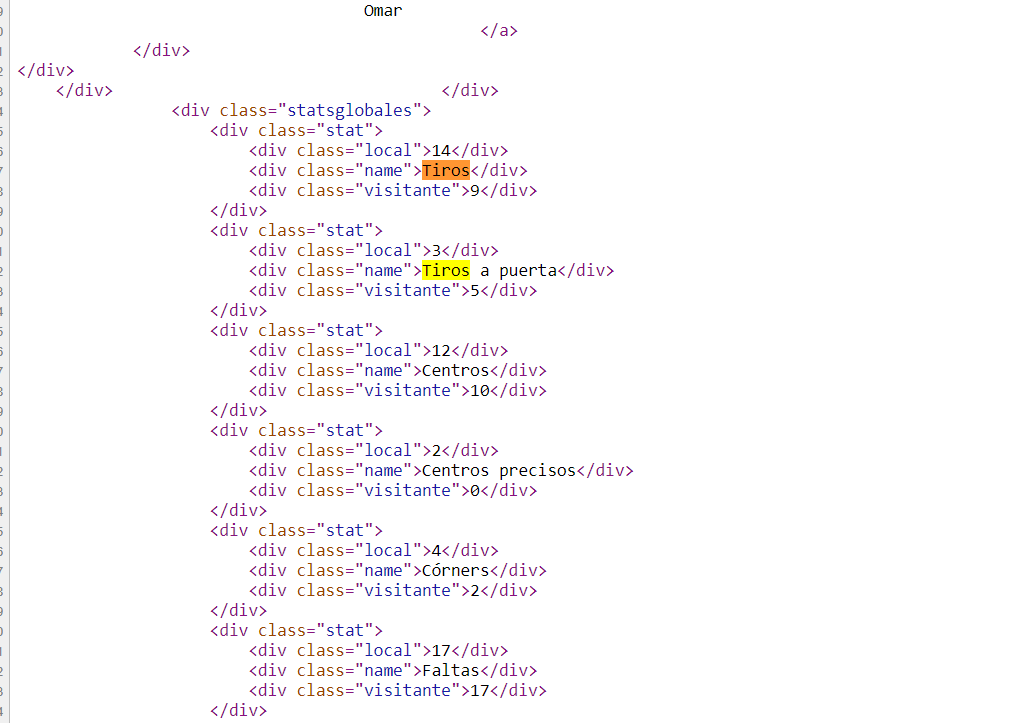 Omar
</a>
</div>
</div>
</div> </div>
<div class="statsglobales">
<div class="stat">
<div class="local">14</div>
<div class="name">Tiros</div>
<div class="visitante">9</div>
</div>
<div class="stat">
<div class="local">3</div>
<div class="name">Tiros a puerta</div>
<div class="visitante">5</div>
</div>
<div class="stat">
<div class="local">12</div>
<div class="name">Centros</div>
<div class="visitante">10</div>
</div>
<div class="stat">
<div class="local">2</div>
<div class="name">Centros precisos</div>
<div class="visitante">0</div>
</div>
<div class="stat">
<div class="local">4</div>
<div class="name">Córners</div>
<div class="visitante">2</div>
</div>
<div class="stat">
<div class="local">17</div>
<div class="name">Faltas</div>
<div class="visitante">17</div>
</div>